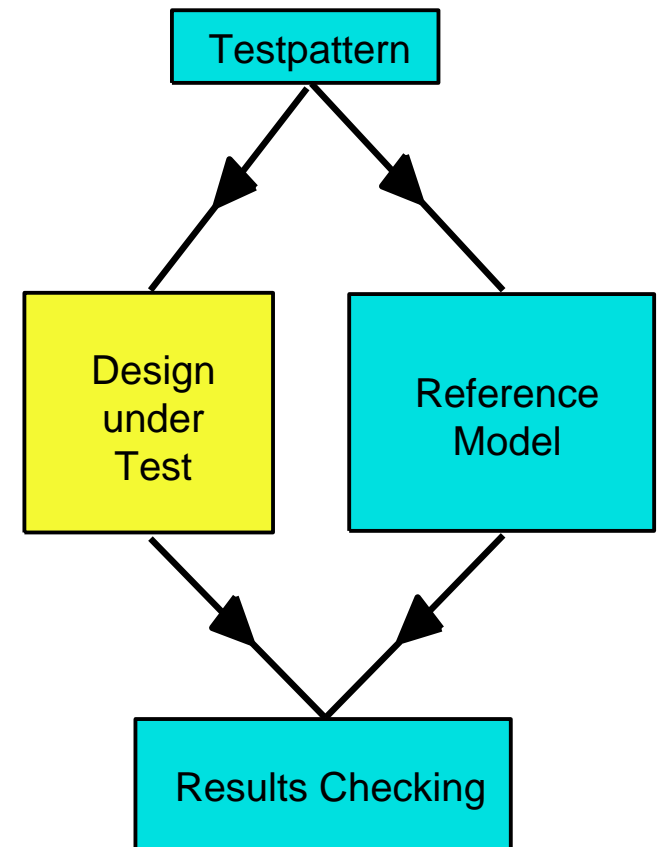 Testpattern
Design
under
Test
Reference
Model
Results Checking